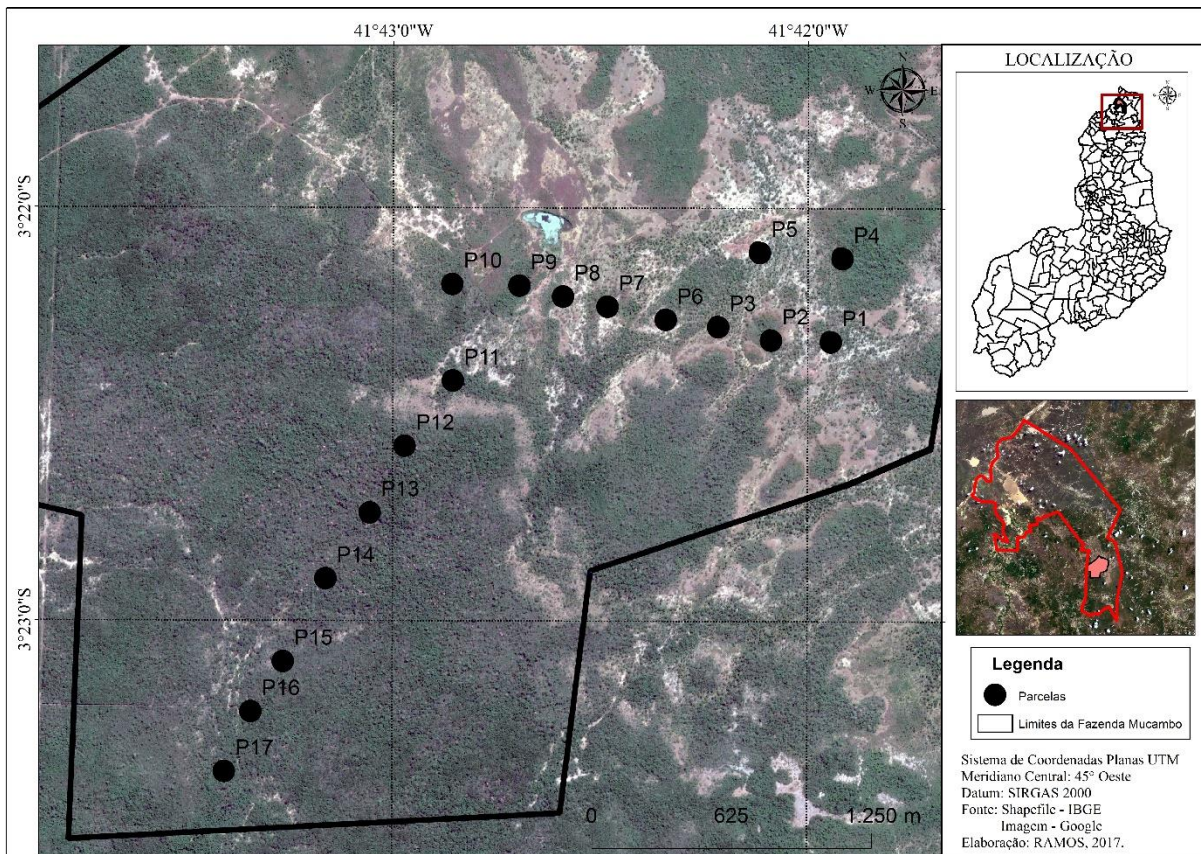 41°43'0"W
41°42'0"W
3°22'0"S
3°23'0"S
N
W E
S
P5
P4
P10
P9
P8
P7
P6
P3
P2
P1
P11
P12
P13
P14
P15
P16
P17
0 625 1.250 m
LOCALIZAÇÃO
Legenda
Parcelas
Limites da Fazenda Mucambo
Sistema de Coordenadas Planas UTM
Meridiano Central: 45° Oeste
Datum: SIRGAS 2000
Fonte: Shapefile - IBGE
Imagem - Google
Elaboração: RAMOS, 2017.